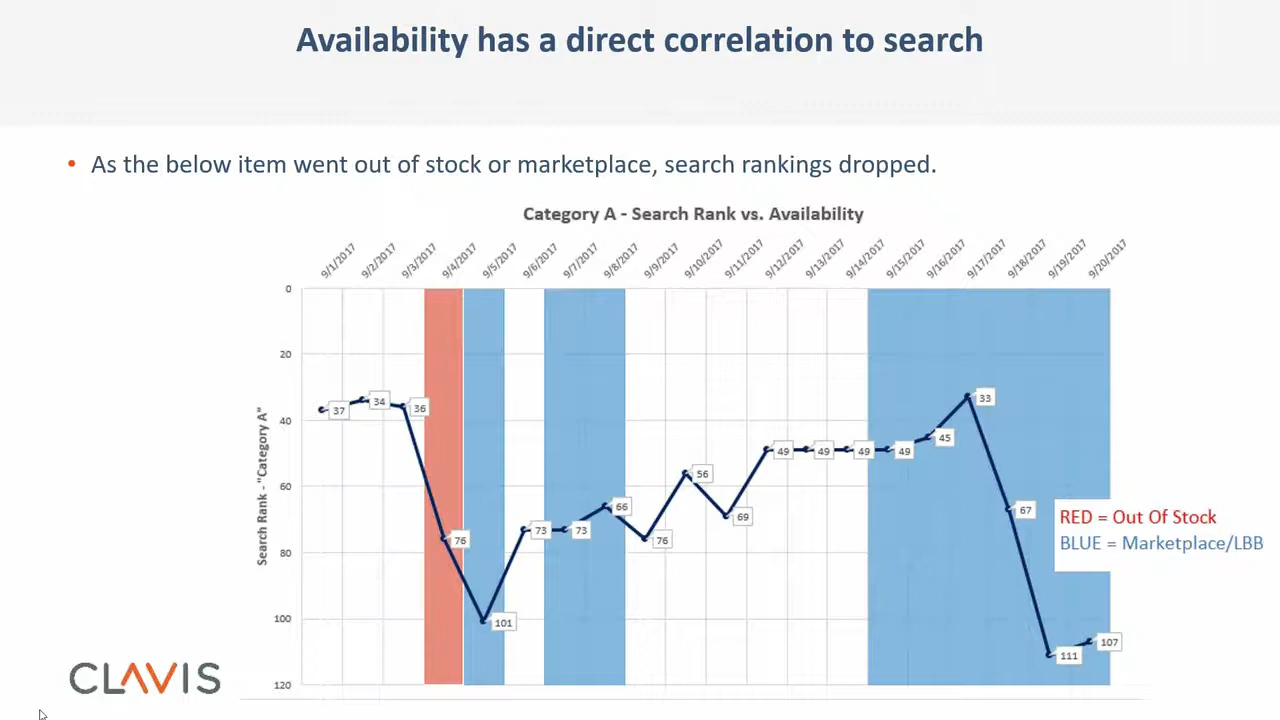 Availability has a direct correlation to search
• As the below item went out of stock or marketplace, search rankings dropped.
Category A - Search Rank vs. Availability
9/1/2017 9/2/2017 9/3/2017 9/4/2017 9/5/2017 9/6/2017 9/7/2017 9/8/2017 9/9/2017 9/10/2017 9/11/2017 9/12/2017 9/13/2017 9/14/2017 9/15/2017 9/16/2017 9/17/2017 9/18/2017 9/19/2017 9/20/2017
Search Rank - "Category A"
0
20
40
60
80
100
120
37 34 36 76 101 73 73 66 76 56 69 49 49 49 49 45 33 67 111 107
RED = Out Of Stock
BLUE = Marketplace/LBB
CLAVIS